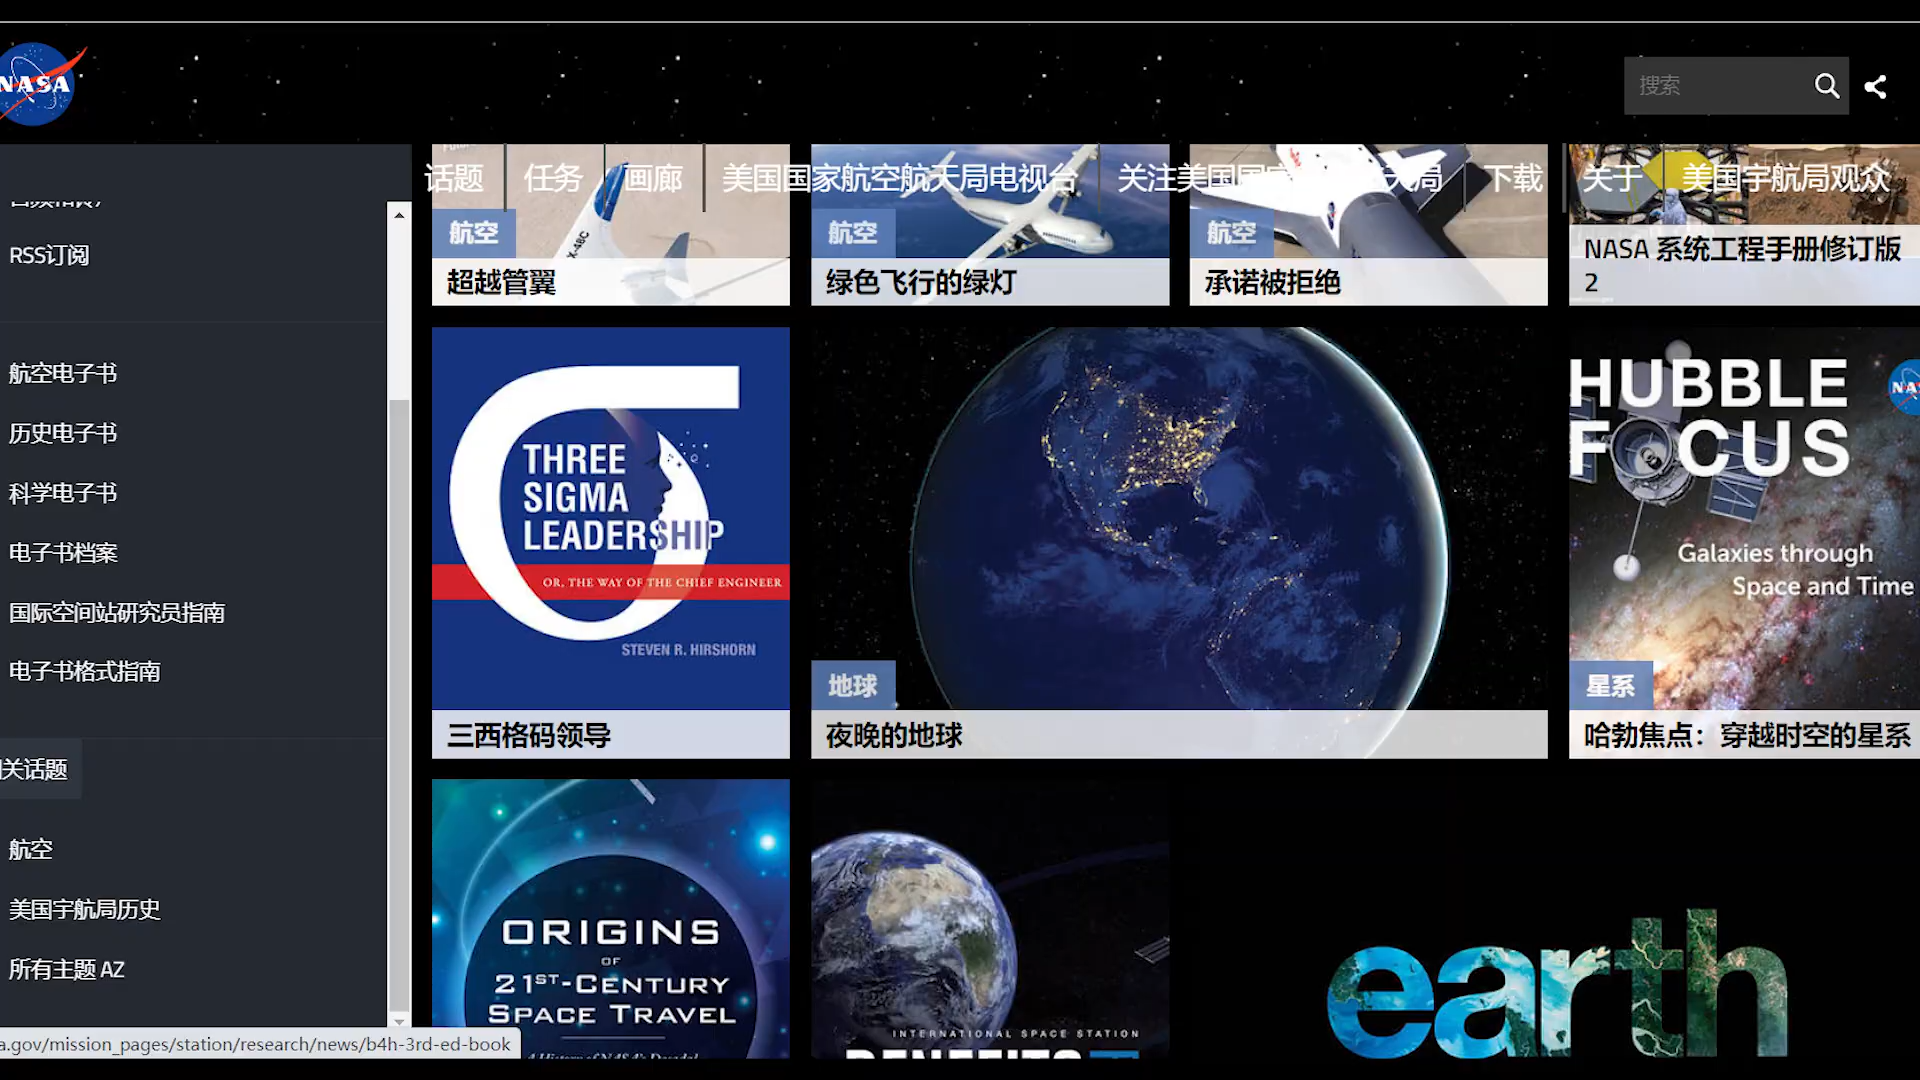 NASA
搜索
话题
任务
画廊
美国国家航空航天局电视台
下载
关于
美国宇航局观众
RSS订阅
航空电子书
历史电子书
科学电子书
电子书档案
国际空间站研究员指南
电子书格式指南
关话题
航空
美国宇航局历史
所有主题 AZ
a.gov/mission_pages/station/research/news/b4h-3rd-ed-book
X-48C
航空
超越管翼
航空
绿色飞行的绿灯
航空
承诺被拒绝
NASA 系统工程手册修订版
2
THREE
SIGMA
LEADERSHIP
OR, THE WAY OF THE CHIEF ENGINEER
STEVEN R. HIRSHORN
三西格码领导
地球
夜晚的地球
HUBBLE
FOCUS
NA
Galaxies through
Space and Time
星系
哈勃焦点：穿越时空的星系
ORIGINS
OF
21ST-CENTURY
SPACE TRAVEL
INTERNATIONAL SPACE STATION
BENEFITS
earth